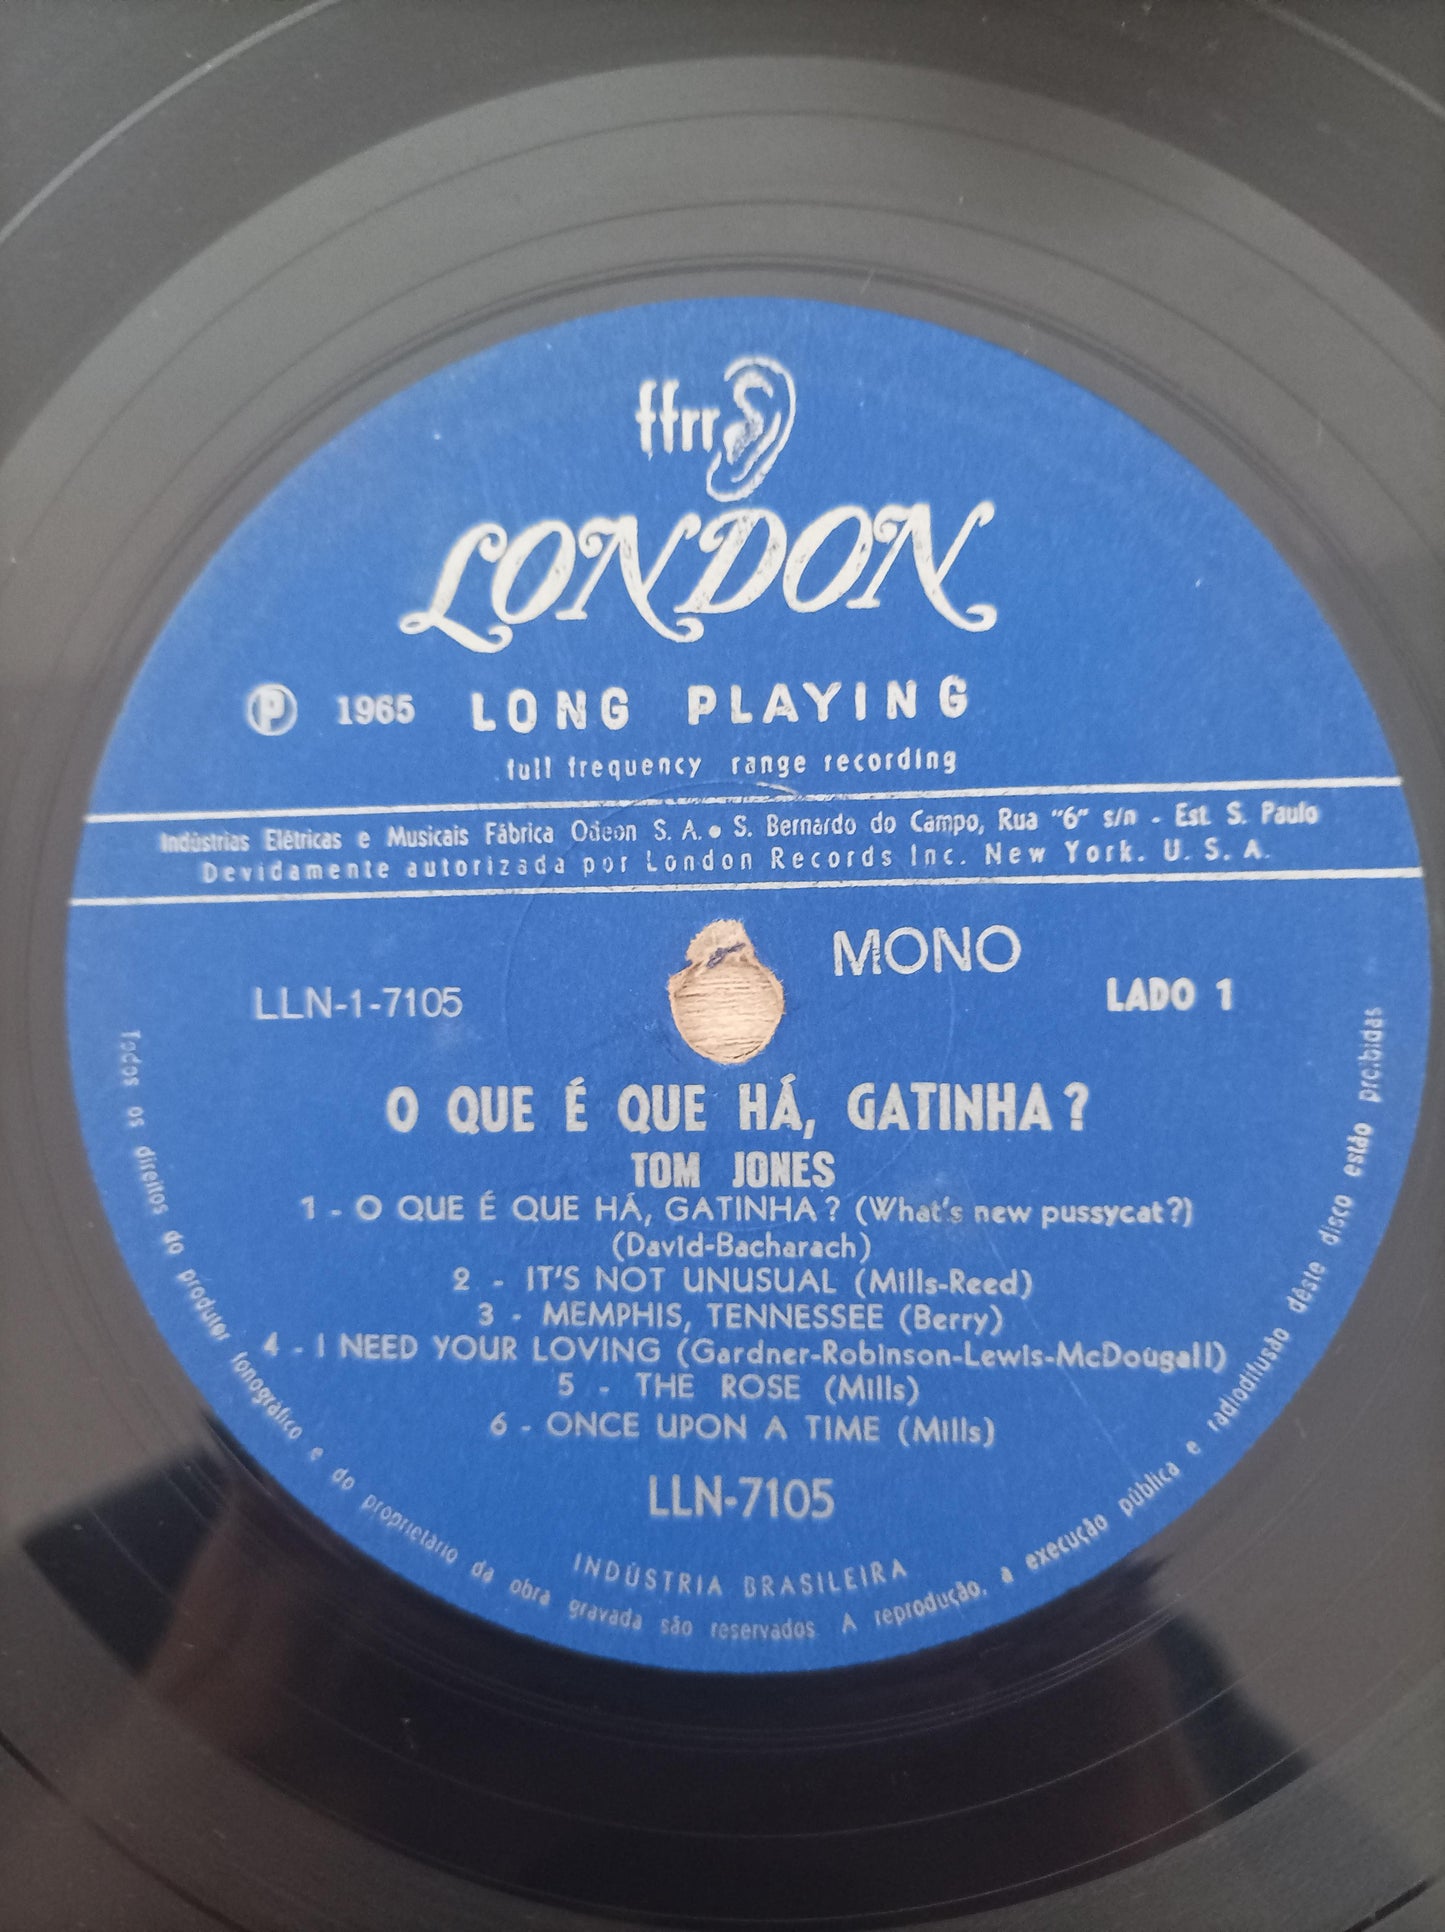 ffrr
LONDON
Ⓟ 1965 LONG PLAYING
full frequency range recording
Indústrias Elétricas e Musicais Fábrica Odeon S. A. • S. Bernardo do Campo, Rua "6" s/n - Est. S. Paulo
Devidamente autorizada por London Records Inc. New York. U. S. A.
MONO
LLN-1-7105
LADO 1
O QUE É QUE HÁ, GATINHA?
TOM JONES
1 - O QUE É QUE HÁ, GATINHA? (What's new pussycat?)
(David-Bacharach)
2 - IT'S NOT UNUSUAL (Mills-Reed)
3 - MEMPHIS, TENNESSEE (Berry)
4 - I NEED YOUR LOVING (Gardner-Robinson-Lewis-McDougall)
5 - THE ROSE (Mills)
6 - ONCE UPON A TIME (Mills)
LLN-7105
INDÚSTRIA BRASILEIRA
Todos os direitos do produtor fonográfico e do proprietário da obra gravada são reservados. A reprodução, a execução pública e radiodifusão dêste disco estão proibidas